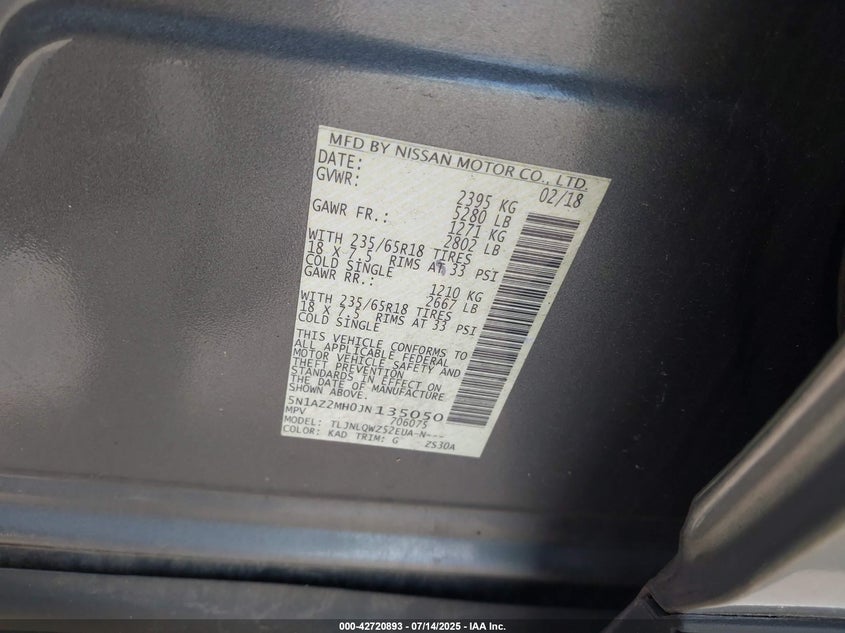 MFD BY NISSAN MOTOR CO., LTD.
DATE: 02/18
GVWR: 2395 KG
5280 LB
GAWR FR.: 1271 KG
2802 LB
WITH 235/65R18 TIRES
18 X 7.5 RIMS AT 33 PSI
COLD SINGLE
GAWR RR.: 1210 KG
2667 LB
WITH 235/65R18 TIRES
18 X 7.5 RIMS AT 33 PSI
COLD SINGLE
THIS VEHICLE CONFORMS TO
ALL APPLICABLE FEDERAL
MOTOR VEHICLE SAFETY AND
THEFT PREVENTION
STANDARDS IN EFFECT ON
THE DATE OF MANUFACTURE
SHOWN ABOVE.
5N1AZ2MH0JN135050
MPV 706075
MODEL: TLJNLQWZ52EUA-N---
COLOR: KAD TRIM: G ZS30A
000-42720893 - 07/14/2025 - IAA Inc.